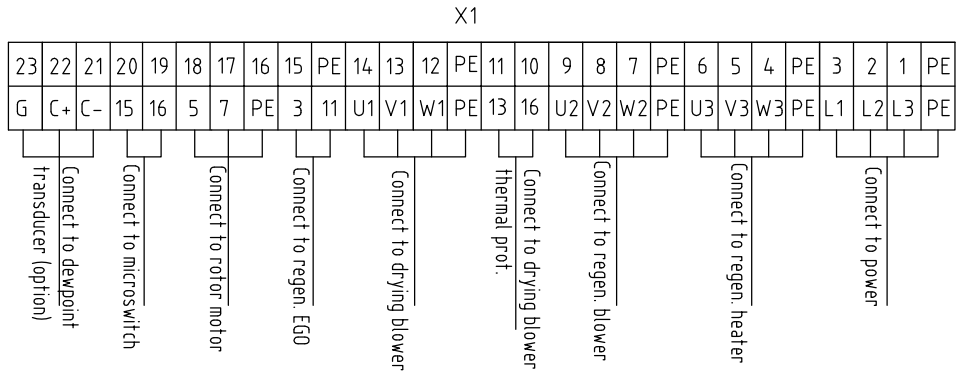 X1
23 22 21 20 19 18 17 16 15 PE 14 13 12 PE 11 10 9 8 7 PE 6 5 4 PE 3 2 1 PE
G C+ C- 15 16 5 7 PE 3 11 U1 V1 W1 PE 13 16 U2 V2 W2 PE U3 V3 W3 PE L1 L2 L3 PE
Connect to dewpoint
transducer (option)
Connect to micros.witch
Connect to rotor motor
Connect to regen. EGO
Connect to drying blower
Connect to drying blower
thermal prot.
Connect to regen. blower
Connect to regen. heater
Connect to power